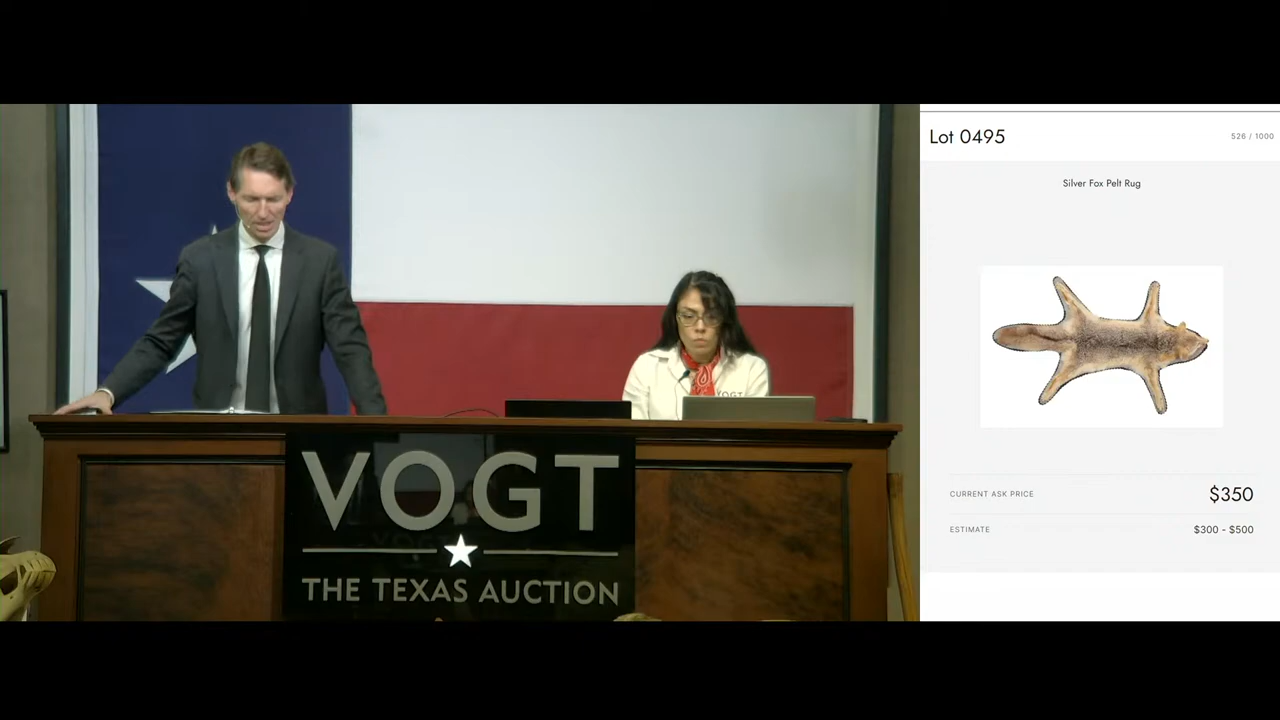 VOGT
THE TEXAS AUCTION
VOGT
Lot 0495
526 / 1000
Silver Fox Pelt Rug
CURRENT ASK PRICE
$350
ESTIMATE
$300 - $500